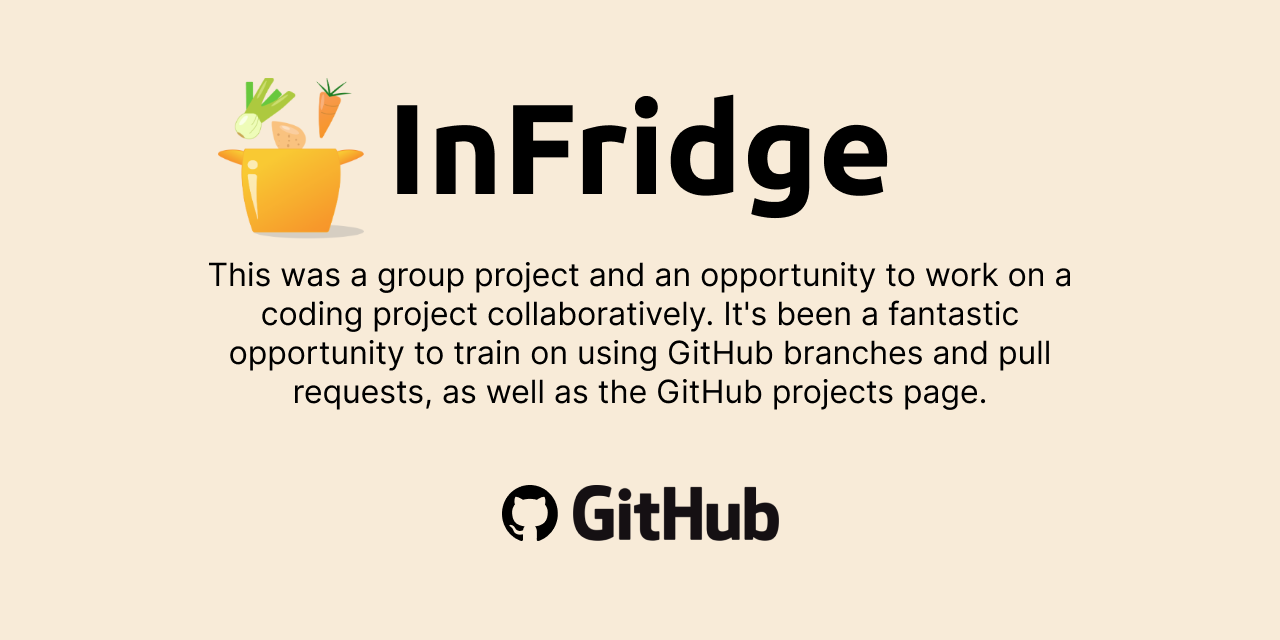 InFridge
This was a group project and an opportunity to work on a
coding project collaboratively. It's been a fantastic
opportunity to train on using GitHub branches and pull
requests, as well as the GitHub projects page.
GitHub